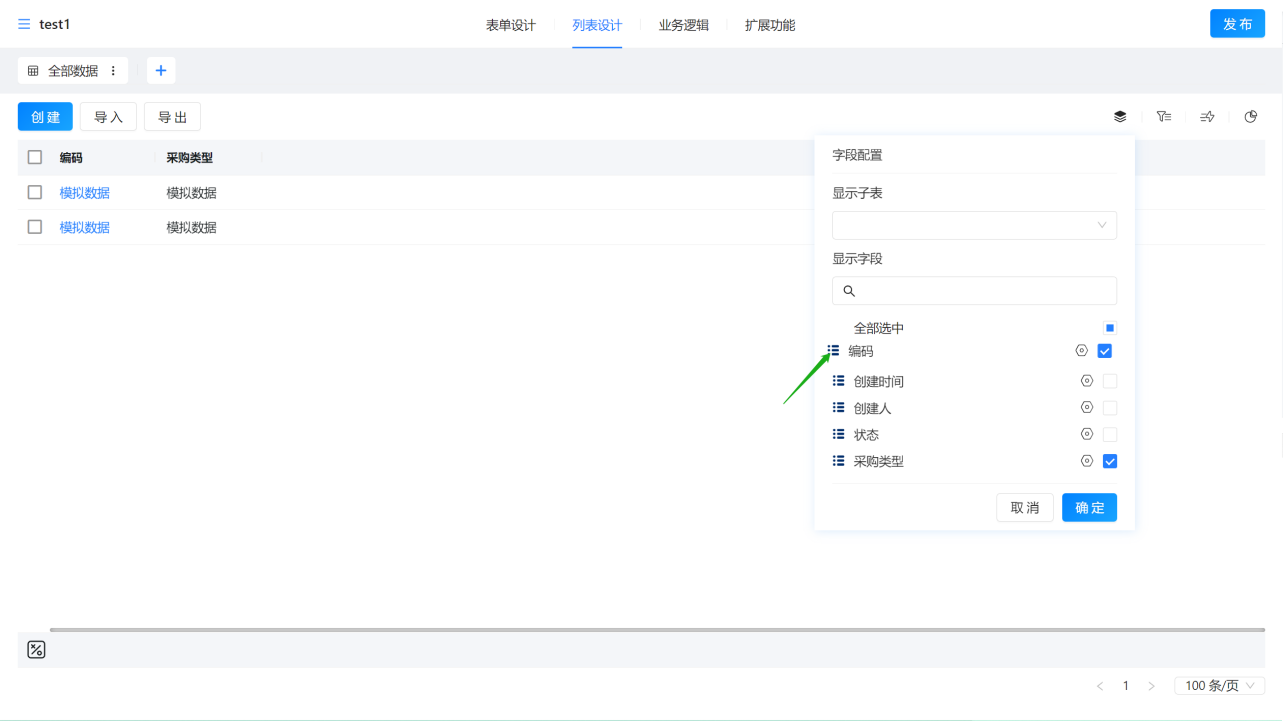 test1
表单设计 列表设计 业务逻辑 扩展功能
发布
全部数据
创建 导入 导出
编码 采购类型
模拟数据 模拟数据
模拟数据 模拟数据
字段配置
显示子表
显示字段
全部选中
编码
创建时间
创建人
状态
采购类型
取消 确定
< 1 > 100 条/页